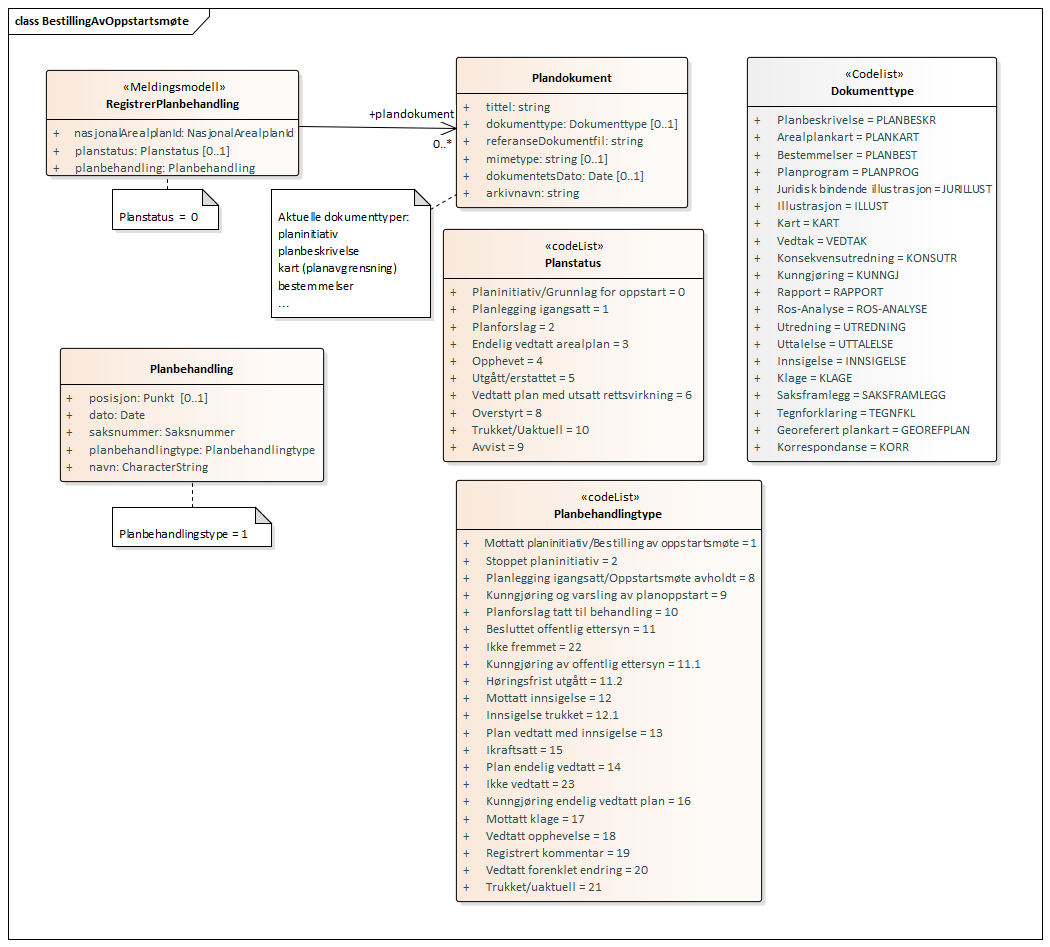 class BestillingAvOppstartsmøte
«Meldingsmodell»
RegistrerPlanbehandling
+ nasjonalArealplanId: NasjonalArealplanId
+ planstatus: Planstatus [0..1]
+ planbehandling: Planbehandling
Planstatus = 0
+plandokument
0..*
Plandokument
+ tittel: string
+ dokumenttype: Dokumenttype [0..1]
+ referanseDokumentfil: string
+ mimetype: string [0..1]
+ dokumentetsDato: Date [0..1]
+ arkivnavn: string
Aktuelle dokumenttyper:
planinitiativ
planbeskrivelse
kart (planavgrensning)
bestemmelser
...
«Codelist»
Dokumenttype
+ Planbeskrivelse = PLANBESKR
+ Arealplankart = PLANKART
+ Bestemmelser = PLANBEST
+ Planprogram = PLANPROG
+ Juridisk bindende illustrasjon = JURILLUST
+ Illustrasjon = ILLUST
+ Kart = KART
+ Vedtak = VEDTAK
+ Konsekvensutredning = KONSUTR
+ Kunngjøring = KUNNGJ
+ Rapport = RAPPORT
+ Ros-Analyse = ROS-ANALYSE
+ Utredning = UTREDNING
+ Uttalelse = UTTALELSE
+ Innsigelse = INNSIGELSE
+ Klage = KLAGE
+ Saksframlegg = SAKSFRAMLEGG
+ Tegnforklaring = TEGNFKL
+ Georeferert plankart = GEOREFPLAN
+ Korrespondanse = KORR
«codeList»
Planstatus
+ Planinitiativ/Grunnlag for oppstart = 0
+ Planlegging igangsatt = 1
+ Planforslag = 2
+ Endelig vedtatt arealplan = 3
+ Opphevet = 4
+ Utgått/erstattet = 5
+ Vedtatt plan med utsatt rettsvirkning = 6
+ Overstyrt = 8
+ Trukket/Uaktuell = 10
+ Avvist = 9
Planbehandling
+ posisjon: Punkt [0..1]
+ dato: Date
+ saksnummer: Saksnummer
+ planbehandlingtype: Planbehandlingtype
+ navn: CharacterString
Planbehandlingstype = 1
«codeList»
Planbehandlingtype
+ Mottatt planinitiativ/Bestilling av oppstartsmøte = 1
+ Stoppet planinitiativ = 2
+ Planlegging igangsatt/Oppstartsmøte avholdt = 8
+ Kunngjøring og varsling av planoppstart = 9
+ Planforslag tatt til behandling = 10
+ Besluttet offentlig ettersyn = 11
+ Ikke fremmet = 22
+ Kunngjøring av offentlig ettersyn = 11.1
+ Høringsfrist utgått = 11.2
+ Mottatt innsigelse = 12
+ Innsigelse trukket = 12.1
+ Plan vedtatt med innsigelse = 13
+ Ikraftsatt = 15
+ Plan endelig vedtatt = 14
+ Ikke vedtatt = 23
+ Kunngjøring endelig vedtatt plan = 16
+ Mottatt klage = 17
+ Vedtatt opphevelse = 18
+ Registrert kommentar = 19
+ Vedtatt forenklet endring = 20
+ Trukket/uaktuell = 21